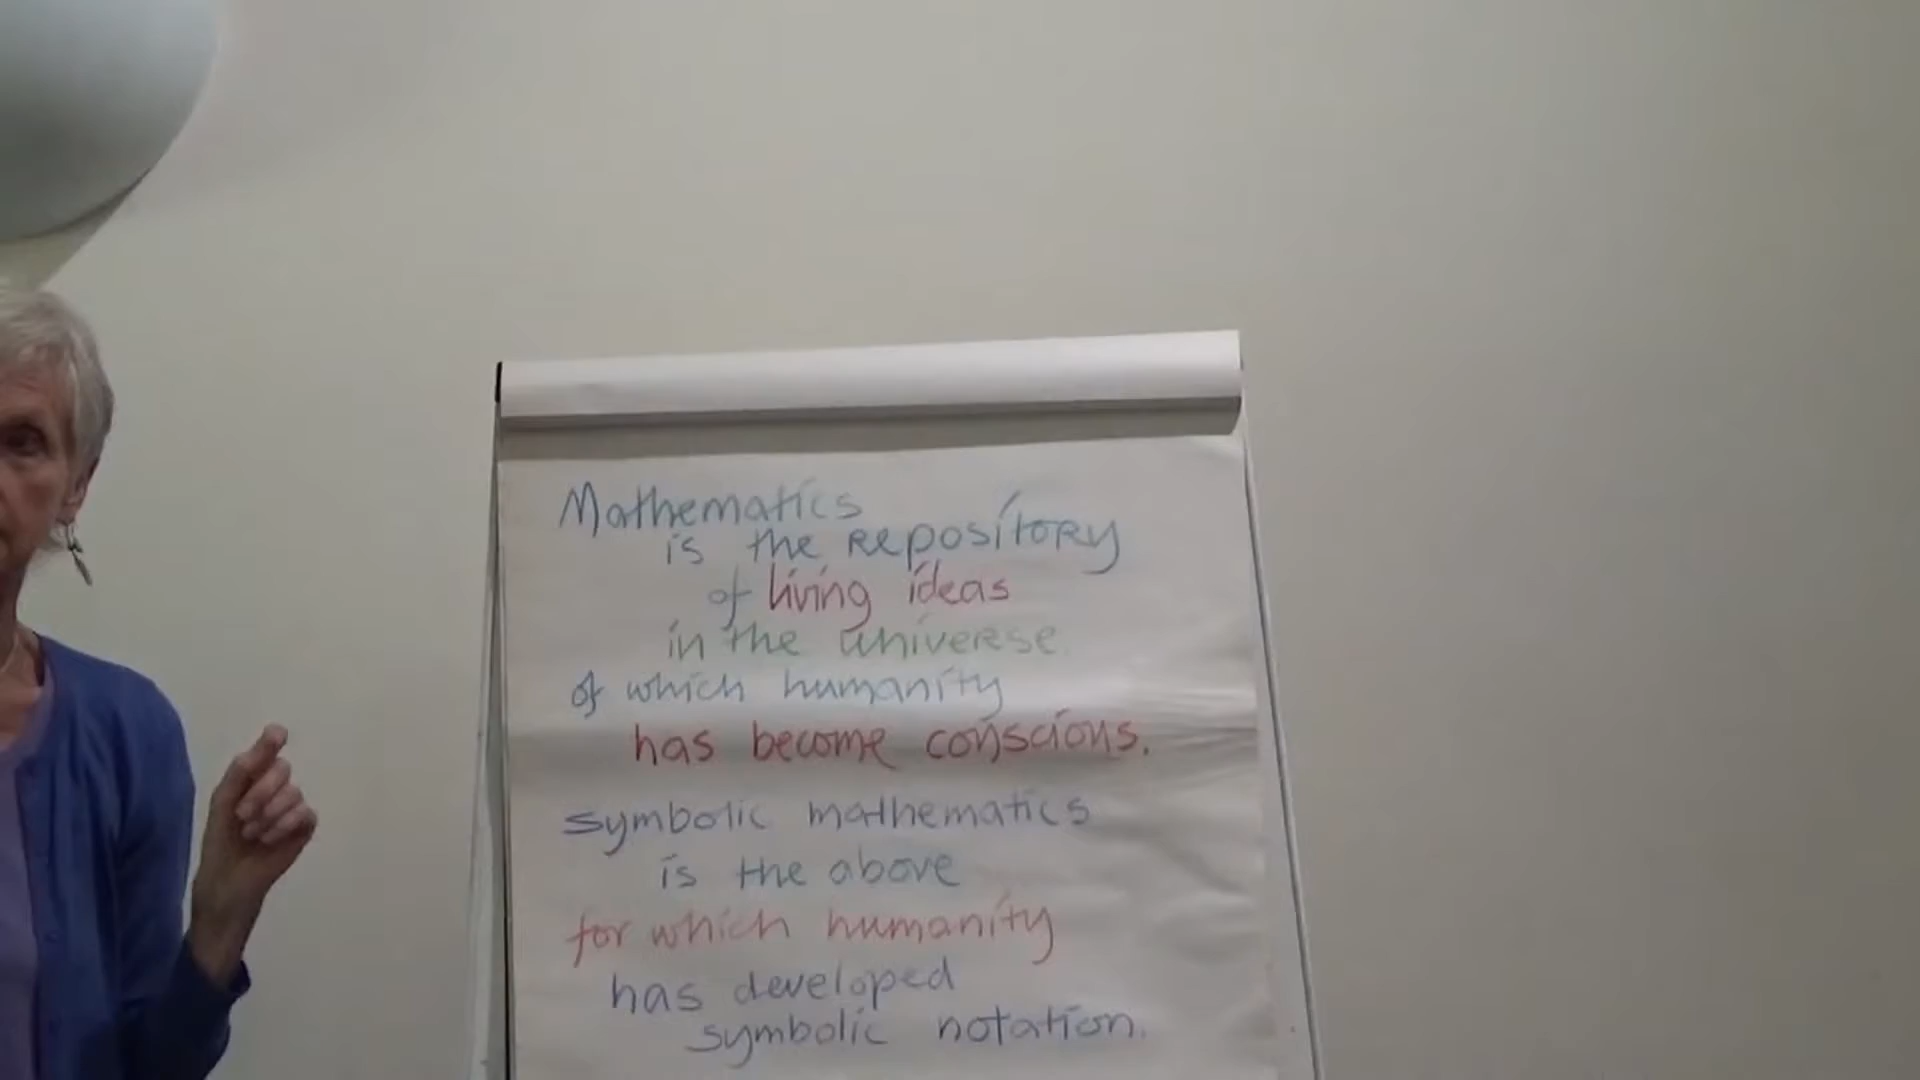 Mathematics
is the repository
of living ideas
in the universe
of which humanity
has become conscious.
symbolic mathematics
is the above
for which humanity
has developed
symbolic notation.